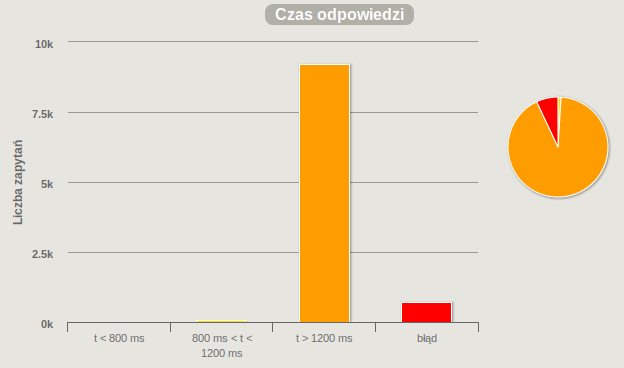 Czas odpowiedzi
10k
7.5k
5k
2.5k
0k
Liczba zapytań
t < 800 ms
800 ms < t <
1200 ms
t > 1200 ms
błąd